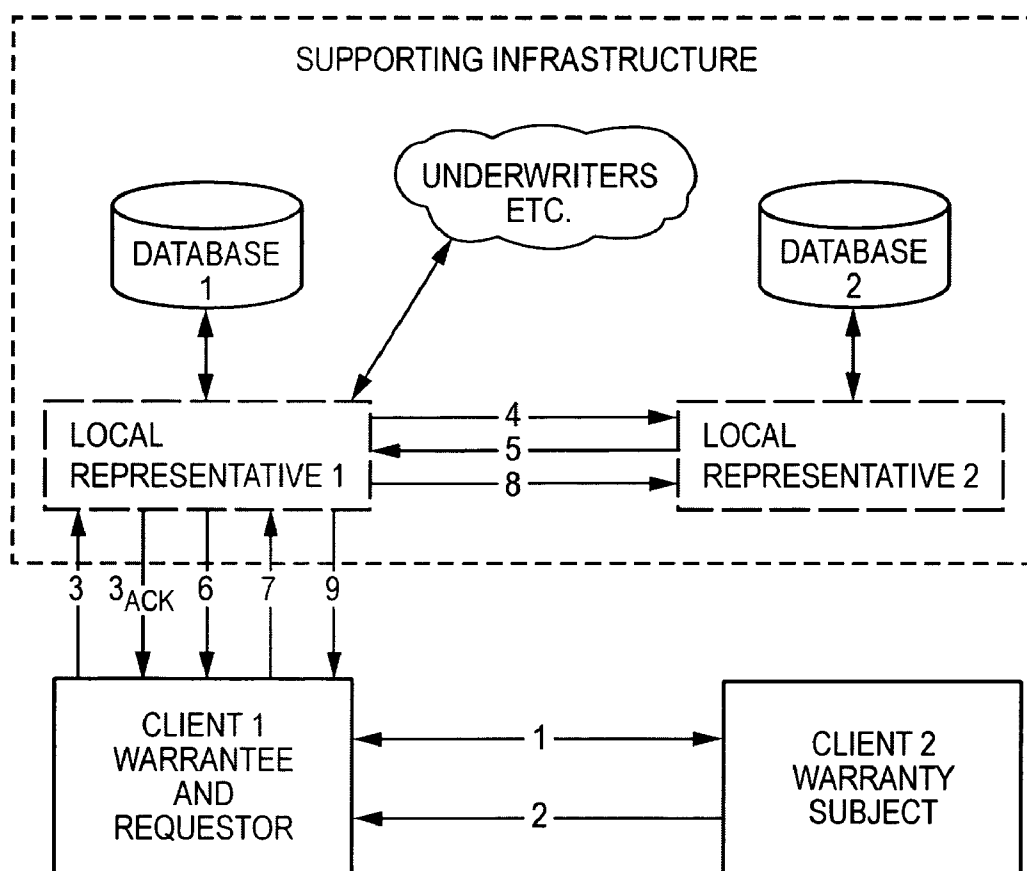 SUPPORTING INFRASTRUCTURE
UNDERWRITERS
ETC.
DATABASE
1
DATABASE
2
LOCAL
REPRESENTATIVE 1
4
5
8
LOCAL
REPRESENTATIVE 2
3 3ACK 6 7 9
CLIENT 1
WARRANTEE
AND
REQUESTOR
1
2
CLIENT 2
WARRANTY
SUBJECT